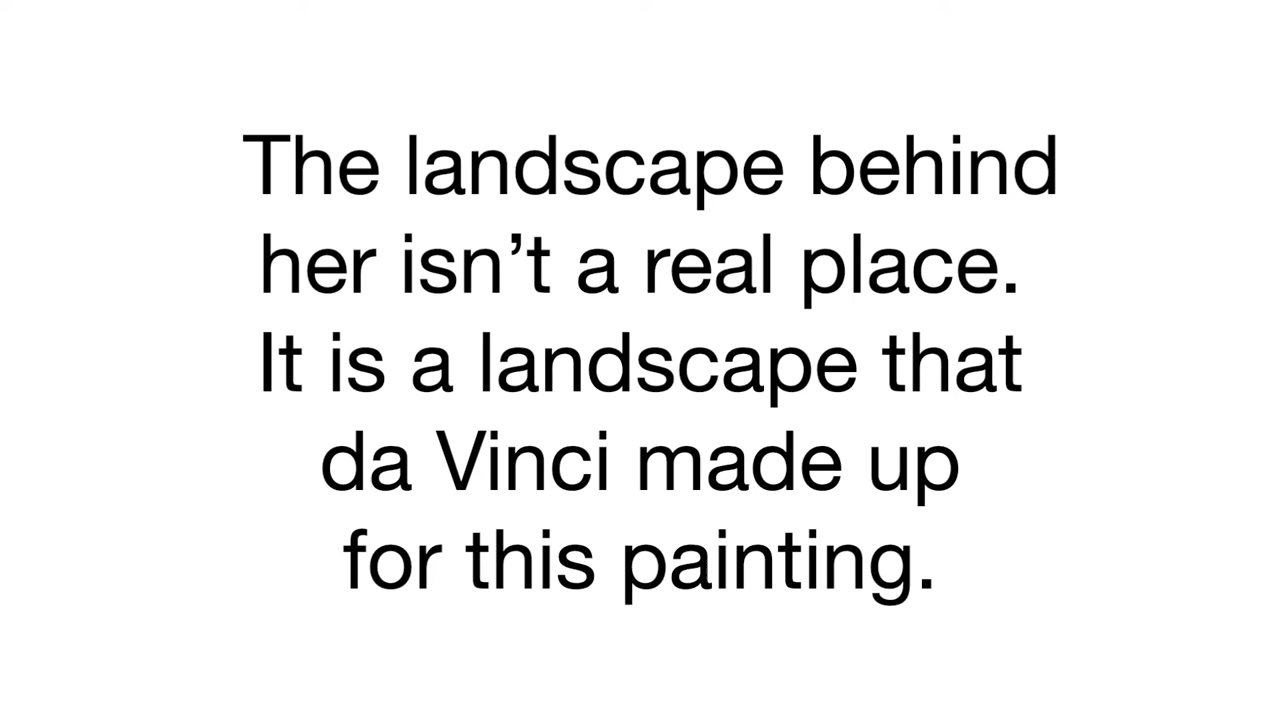 The landscape behind
her isn’t a real place.
It is a landscape that
da Vinci made up
for this painting.